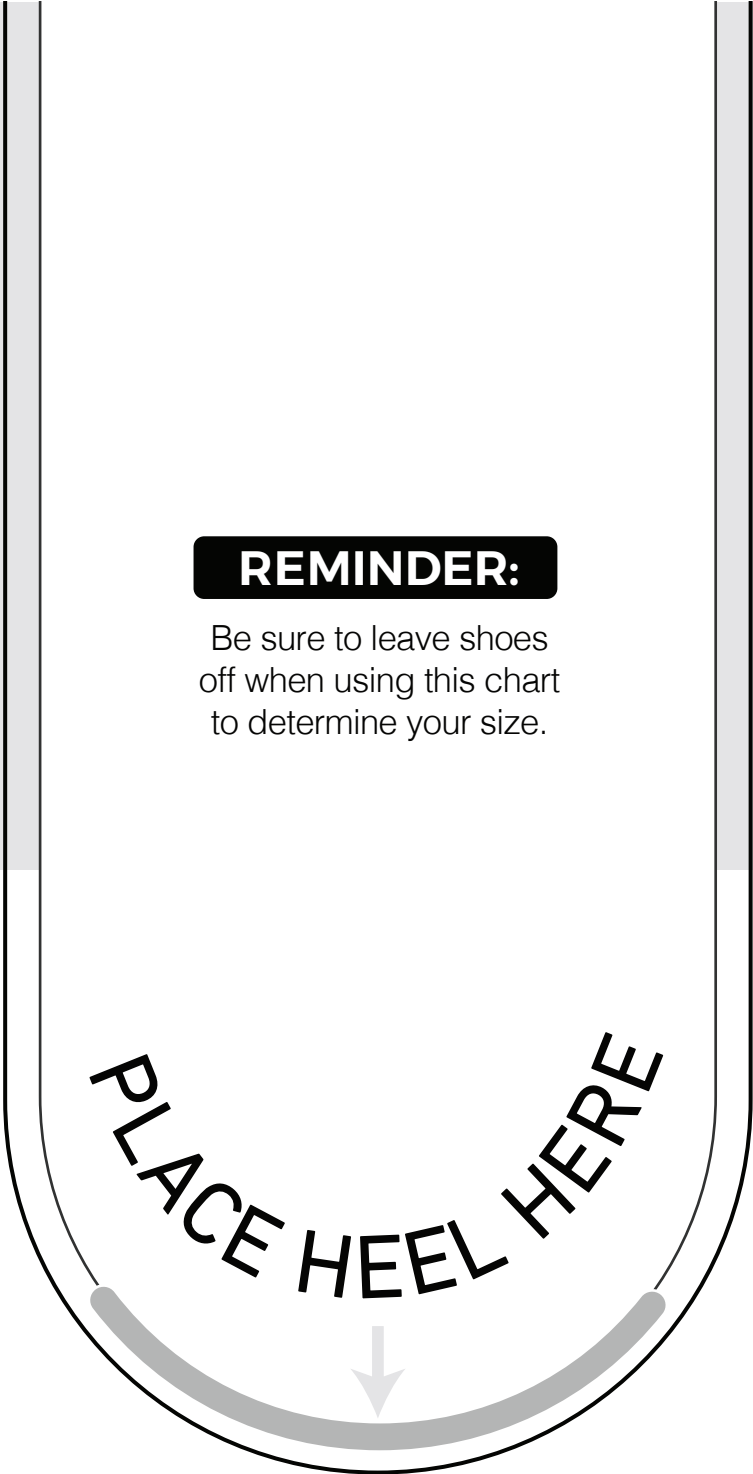 REMINDER:
Be sure to leave shoes
off when using this chart
to determine your size.
PLACE HEEL HERE